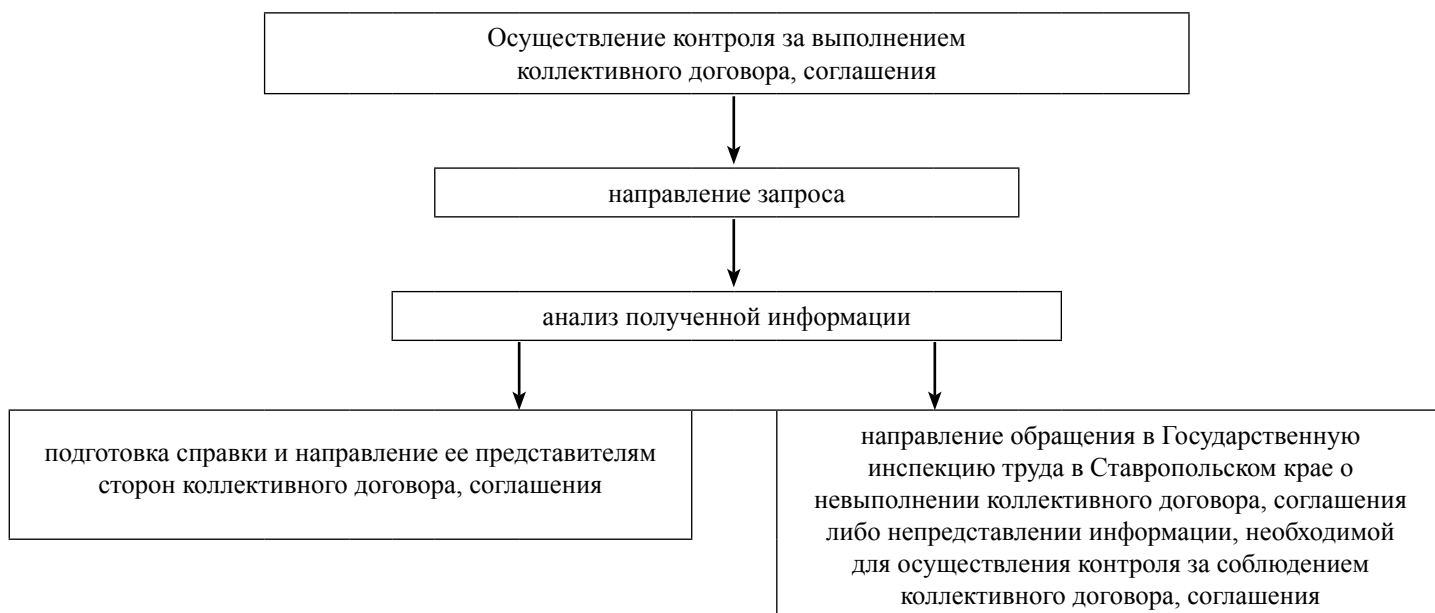 Осуществление контроля за выполнением
коллективного договора, соглашения
направление запроса
анализ полученной информации
подготовка справки и направление ее представителям
сторон коллективного договора, соглашения
направление обращения в Государственную
инспекцию труда в Ставропольском крае о
невыполнении коллективного договора, соглашения
либо непредставлении информации, необходимой
для осуществления контроля за соблюдением
коллективного договора, соглашения